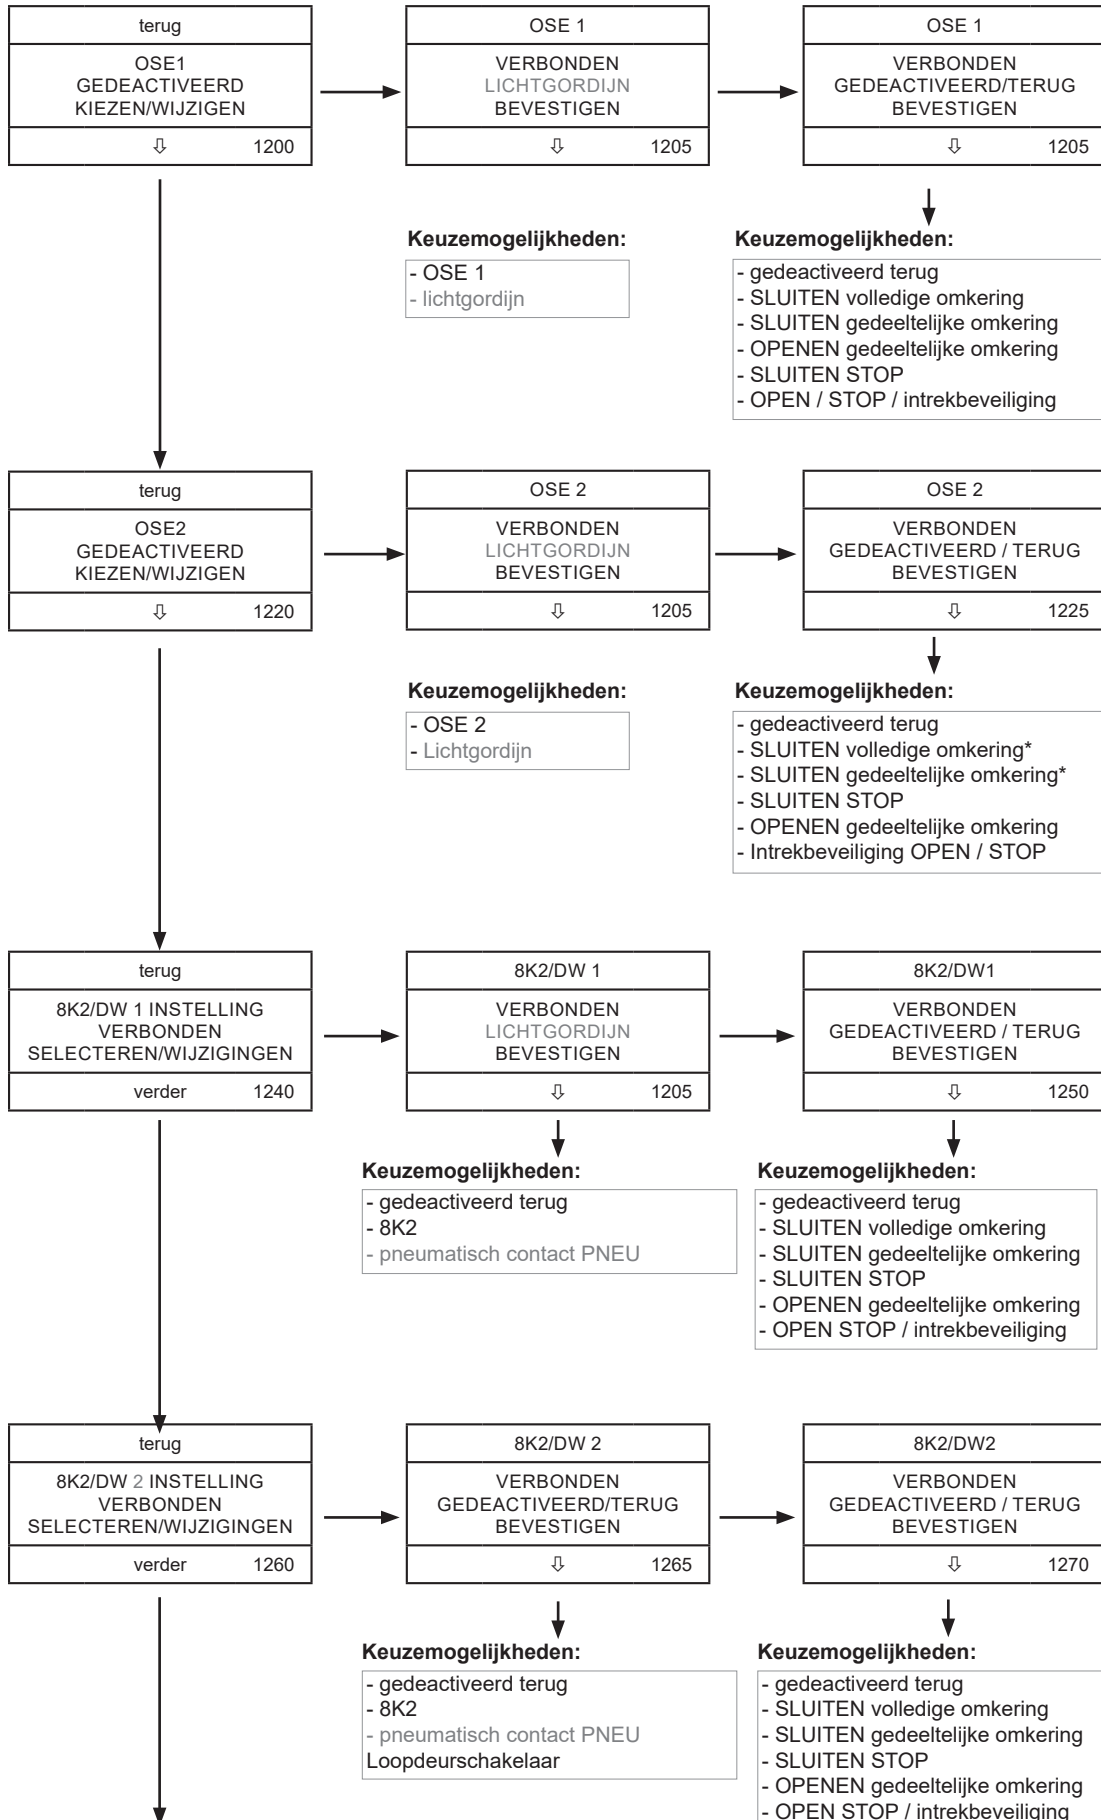 terug
OSE1
GEDEACTIVEERD
KIEZEN/WIJZIGEN
⇩ 1200
OSE 1
VERBONDEN
LICHTGORDIJN
BEVESTIGEN
⇩ 1205
OSE 1
VERBONDEN
GEDEACTIVEERD/TERUG
BEVESTIGEN
⇩ 1205
Keuzemogelijkheden:
- OSE 1
- lichtgordijn
Keuzemogelijkheden:
- gedeactiveerd terug
- SLUITEN volledige omkering
- SLUITEN gedeeltelijke omkering
- OPENEN gedeeltelijke omkering
- SLUITEN STOP
- OPEN / STOP / intrekbeveiliging
terug
OSE2
GEDEACTIVEERD
KIEZEN/WIJZIGEN
⇩ 1220
OSE 2
VERBONDEN
LICHTGORDIJN
BEVESTIGEN
⇩ 1205
OSE 2
VERBONDEN
GEDEACTIVEERD / TERUG
BEVESTIGEN
⇩ 1225
Keuzemogelijkheden:
- OSE 2
- Lichtgordijn
Keuzemogelijkheden:
- gedeactiveerd terug
- SLUITEN volledige omkering*
- SLUITEN gedeeltelijke omkering*
- SLUITEN STOP
- OPENEN gedeeltelijke omkering
- Intrekbeveiliging OPEN / STOP
terug
8K2/DW 1 INSTELLING
VERBONDEN
SELECTEREN/WIJZIGINGEN
verder 1240
8K2/DW 1
VERBONDEN
LICHTGORDIJN
BEVESTIGEN
⇩ 1205
8K2/DW1
VERBONDEN
GEDEACTIVEERD / TERUG
BEVESTIGEN
⇩ 1250
Keuzemogelijkheden:
- gedeactiveerd terug
- 8K2
- pneumatisch contact PNEU
Keuzemogelijkheden:
- gedeactiveerd terug
- SLUITEN volledige omkering
- SLUITEN gedeeltelijke omkering
- SLUITEN STOP
- OPENEN gedeeltelijke omkering
- OPEN STOP / intrekbeveiliging
terug
8K2/DW 2 INSTELLING
VERBONDEN
SELECTEREN/WIJZIGINGEN
verder 1260
8K2/DW 2
VERBONDEN
GEDEACTIVEERD/TERUG
BEVESTIGEN
⇩ 1265
8K2/DW2
VERBONDEN
GEDEACTIVEERD / TERUG
BEVESTIGEN
⇩ 1270
Keuzemogelijkheden:
- gedeactiveerd terug
- 8K2
- pneumatisch contact PNEU
Loopdeurschakelaar
Keuzemogelijkheden:
- gedeactiveerd terug
- SLUITEN volledige omkering
- SLUITEN gedeeltelijke omkering
- SLUITEN STOP
- OPENEN gedeeltelijke omkering
- OPEN STOP / intrekbeveiliging